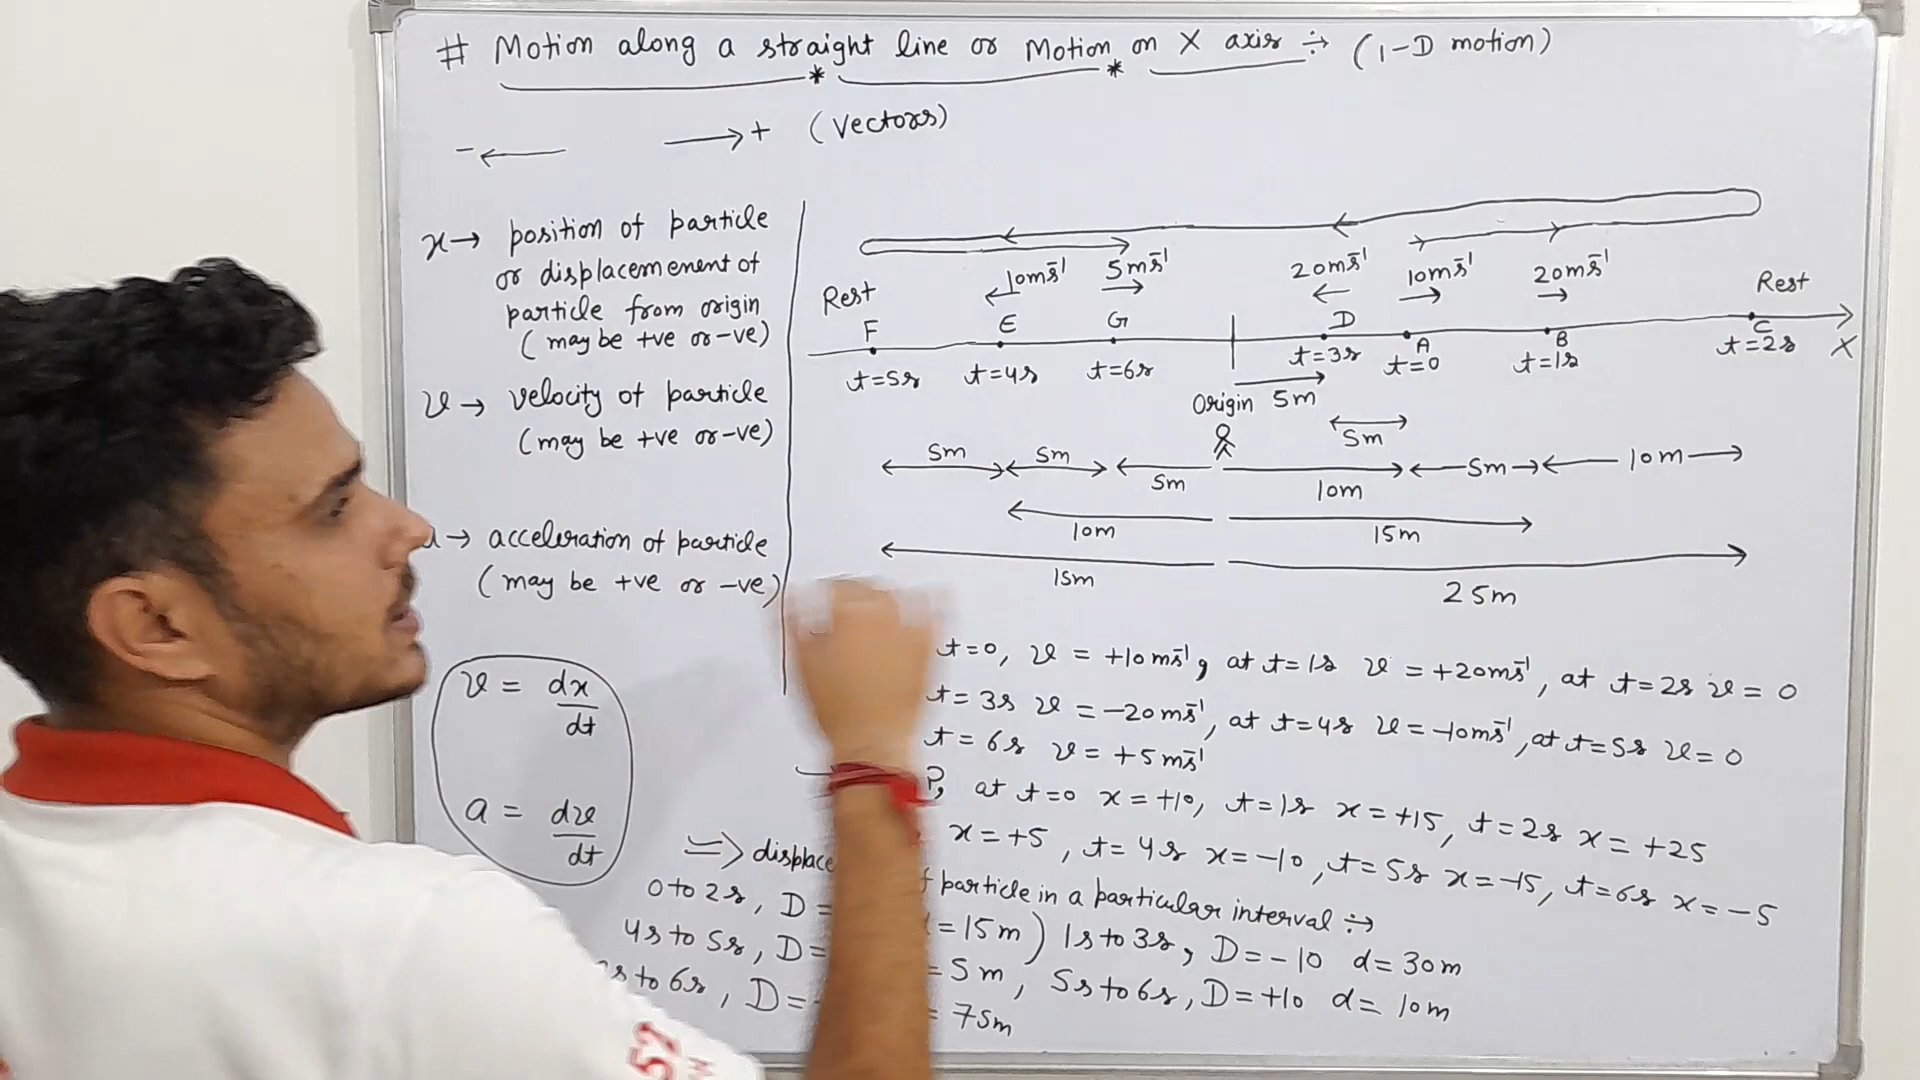 # Motion along a straight line or Motion on X axis ÷ (1-D motion)
- ← → + (Vectors)
x → position of particle
or displacemenent of
particle from origin
(may be +ve or -ve)
v → velocity of particle
(may be +ve or -ve)
→ acceleration of particle
(may be +ve or -ve)
v = dx/dt
a = dv/dt
10ms⁻¹ 5ms⁻¹ 20ms⁻¹ 10ms⁻¹ 20ms⁻¹
Rest Rest
F E G D A B C
t=5s t=4s t=6s t=3s t=0 t=1s t=2s X
Origin 5m
5m
5m 5m 5m 10m 5m 10m
10m 15m
15m 25m
t=0, v = +10ms⁻¹, at t=1s v = +20ms⁻¹, at t=2s v = 0
t=3s v = -20ms⁻¹, at t=4s v = -10ms⁻¹, at t=5s v=0
t=6s v = +5ms⁻¹
P, at t=0 x = +10, t=1s x = +15, t=2s x = +25
x = +5, t=4s x = -10, t=5s x = -15, t=6s x = -5
⇒ displace f particle in a particular interval ÷
0 to 2s, D = = 15m) 1s to 3s, D = -10 d = 30m
4s to 5s, D = = 5m, 5s to 6s, D = +10 d = 10m
s to 6s, D = - = 75m
52